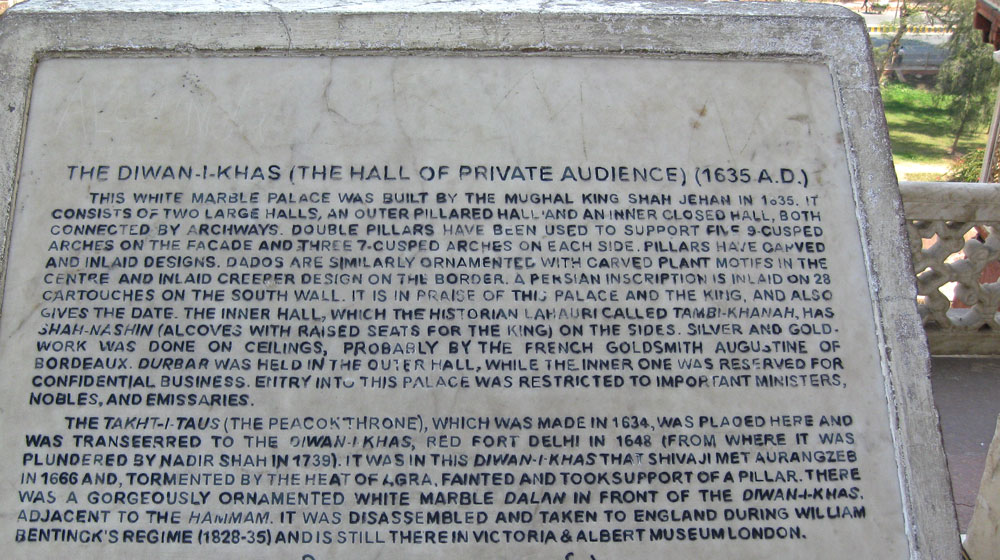 THE DIWAN-I-KHAS (THE HALL OF PRIVATE AUDIENCE) (1635 A.D.)
THIS WHITE MARBLE PALACE WAS BUILT BY THE MUGHAL KING SHAH JEHAN IN 1635. IT
CONSISTS OF TWO LARGE HALLS, AN OUTER PILLARED HALL AND AN INNER CLOSED HALL, BOTH
CONNECTED BY ARCHWAYS. DOUBLE PILLARS HAVE BEEN USED TO SUPPORT FIVE 9-CUSPED
ARCHES ON THE FACADE AND THREE 7-CUSPED ARCHES ON EACH SIDE. PILLARS HAVE CARVED
AND INLAID DESIGNS. DADOS ARE SIMILARLY ORNAMENTED WITH CARVED PLANT MOTIFS IN THE
CENTRE AND INLAID CREEPER DESIGN ON THE BORDER. A PERSIAN INSCRIPTION IS INLAID ON 28
CARTOUCHES ON THE SOUTH WALL. IT IS IN PRAISE OF THIS PALACE AND THE KING, AND ALSO
GIVES THE DATE. THE INNER HALL, WHICH THE HISTORIAN LAHAURI CALLED TAMBI-KHANAH, HAS
SHAH-NASHIN (ALCOVES WITH RAISED SEATS FOR THE KING) ON THE SIDES. SILVER AND GOLD-
WORK WAS DONE ON CEILINGS, PROBABLY BY THE FRENCH GOLDSMITH AUGUSTINE OF
BORDEAUX. DURBAR WAS HELD IN THE OUTER HALL, WHILE THE INNER ONE WAS RESERVED FOR
CONFIDENTIAL BUSINESS. ENTRY INTO THIS PALACE WAS RESTRICTED TO IMPORTANT MINISTERS,
NOBLES, AND EMISSARIES.
THE TAKHT-I-TAUS (THE PEACOK THRONE), WHICH WAS MADE IN 1634, WAS PLACED HERE AND
WAS TRANSEERRED TO THE DIWAN-I-KHAS, RED FORT DELHI IN 1648 (FROM WHERE IT WAS
PLUNDERED BY NADIR SHAH IN 1739). IT WAS IN THIS DIWAN-I-KHAS THAT SHIVAJI MET AURANGZEB
IN 1666 AND, TORMENTED BY THE HEAT OF AGRA, FAINTED AND TOOK SUPPORT OF A PILLAR. THERE
WAS A GORGEOUSLY ORNAMENTED WHITE MARBLE DALAN IN FRONT OF THE DIWAN-I-KHAS,
ADJACENT TO THE HAMMAM. IT WAS DISASSEMBLED AND TAKEN TO ENGLAND DURING WILLIAM
BENTINCK'S REGIME (1828-35) AND IS STILL THERE IN VICTORIA & ALBERT MUSEUM LONDON.